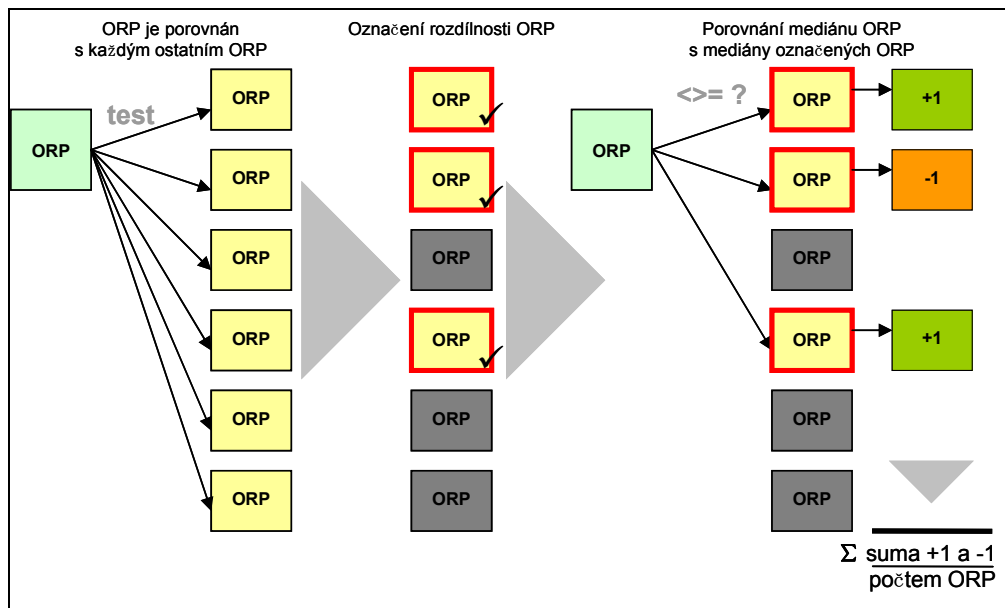 ORP je porovnán
s každým ostatním ORP
Označení rozdílnosti ORP
Porovnání mediánu ORP
s mediány označených ORP
ORP
test
ORP
ORP
ORP
ORP
ORP
ORP
ORP
ORP
ORP
ORP
ORP
ORP
ORP
<>= ?
ORP
+1
ORP
-1
ORP
ORP
+1
ORP
ORP
Σ suma +1 a -1
počtem ORP